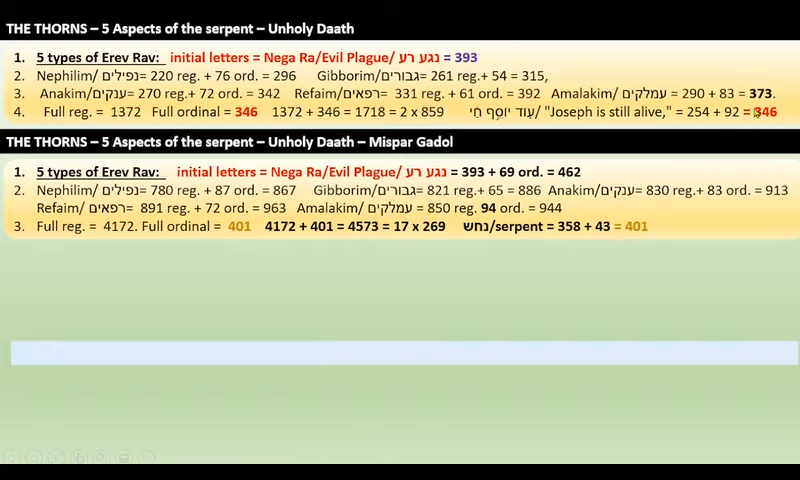 THE THORNS – 5 Aspects of the serpent – Unholy Daath
1. 5 types of Erev Rav: initial letters = Nega Ra/Evil Plague/ נגע רע = 393
2. Nephilim/ נפילים= 220 reg. + 76 ord. = 296 Gibborim/גבורים= 261 reg.+ 54 = 315,
3. Anakim/ענקים= 270 reg.+ 72 ord. = 342 Refaim/רפאים= 331 reg.+ 61 ord. = 392 Amalakim/עמלקים = 290 + 83 = 373.
4. Full reg. = 1372 Full ordinal = 346 1372 + 346 = 1718 = 2 x 859 עוֹד יוֹסֵף חַי/ "Joseph is still alive," = 254 + 92 = 346
THE THORNS – 5 Aspects of the serpent – Unholy Daath – Mispar Gadol
1. 5 types of Erev Rav: initial letters = Nega Ra/Evil Plague/ נגע רע = 393 + 69 ord. = 462
2. Nephilim/ נפילים= 780 reg. + 87 ord. = 867 Gibborim/גבורים= 821 reg.+ 65 = 886 Anakim/ענקים= 830 reg.+ 83 ord. = 913
Refaim/רפאים= 891 reg. + 72 ord. = 963 Amalakim/עמלקים = 850 reg. 94 ord. = 944
3. Full reg. = 4172. Full ordinal = 401 4172 + 401 = 4573 = 17 x 269 נחש/serpent = 358 + 43 = 401